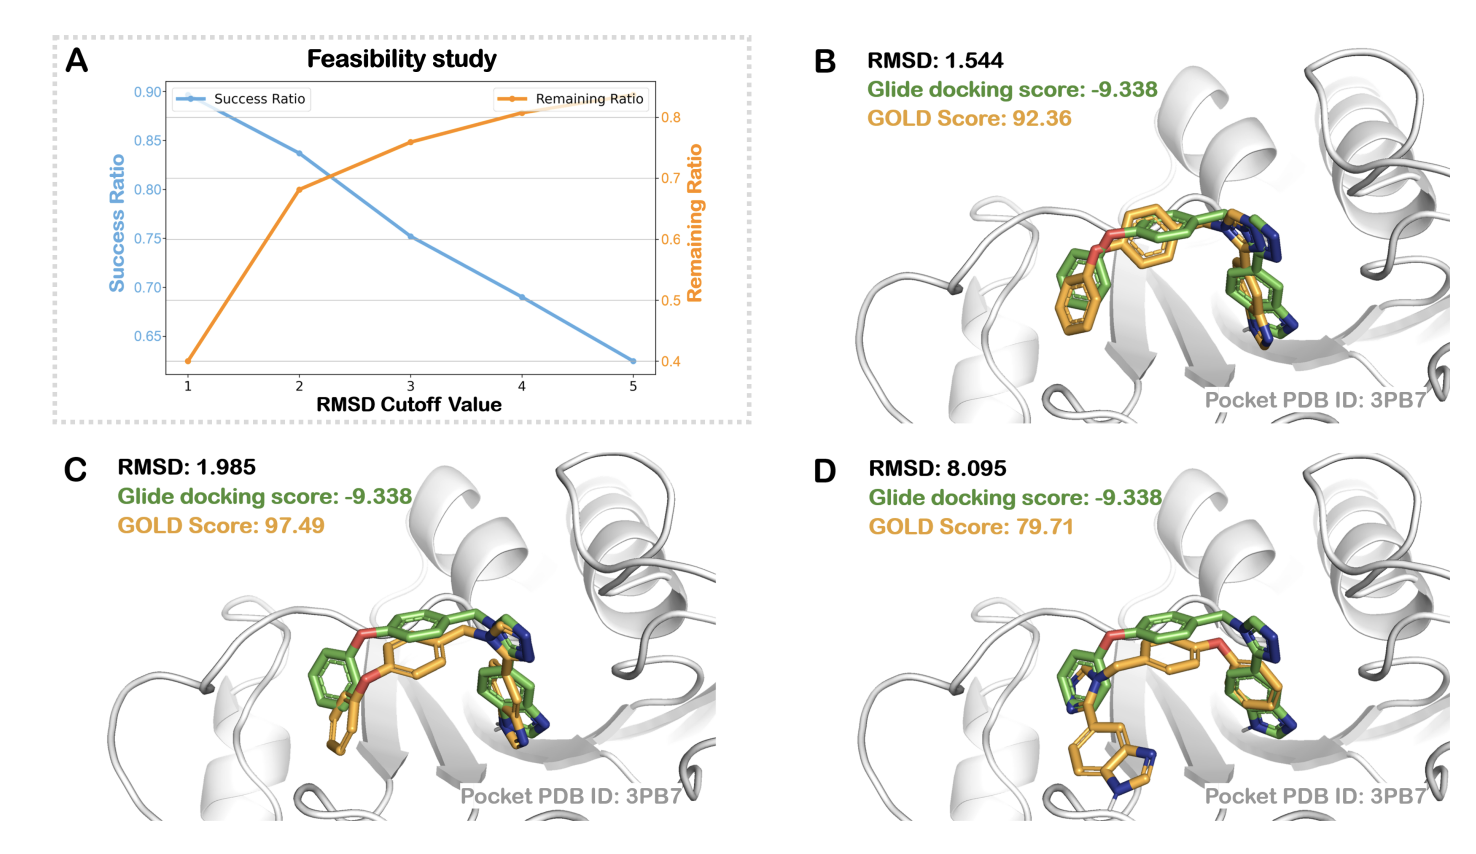 A
Feasibility study
Success Ratio
Remaining Ratio
0.90
0.85
0.80
0.75
0.70
0.65
Success Ratio
0.8
0.7
0.6
0.5
0.4
Remaining Ratio
1 2 3 4 5
RMSD Cutoff Value
B
RMSD: 1.544
Glide docking score: -9.338
GOLD Score: 92.36
Pocket PDB ID: 3PB7
C
RMSD: 1.985
Glide docking score: -9.338
GOLD Score: 97.49
Pocket PDB ID: 3PB7
D
RMSD: 8.095
Glide docking score: -9.338
GOLD Score: 79.71
Pocket PDB ID: 3PB7